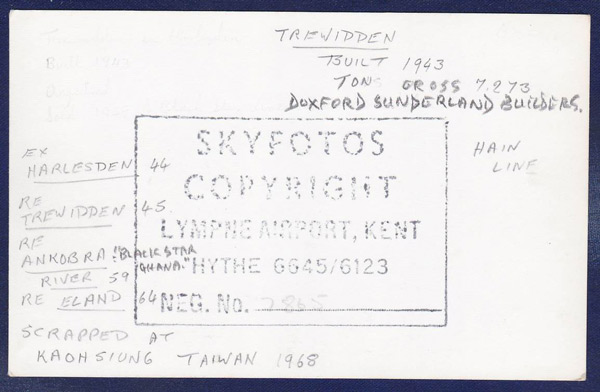 TREWIDDEN
BUILT 1943
TONS GROSS 7.273
DOXFORD SUNDERLAND BUILDERS.
HAIN
LINE
SKYFOTOS
COPYRIGHT
LYMPNE AIRPORT, KENT
HYTHE 6645/6123
NEG. No.
EX
HARLESDEN 44
RE
TREWIDDEN 45.
RE
ANKOBRA "BLACK STAR
GHANA."
RIVER 59
RE ELAND 64
SCRAPPED AT
KAOHSIUNG TAIWAN 1968